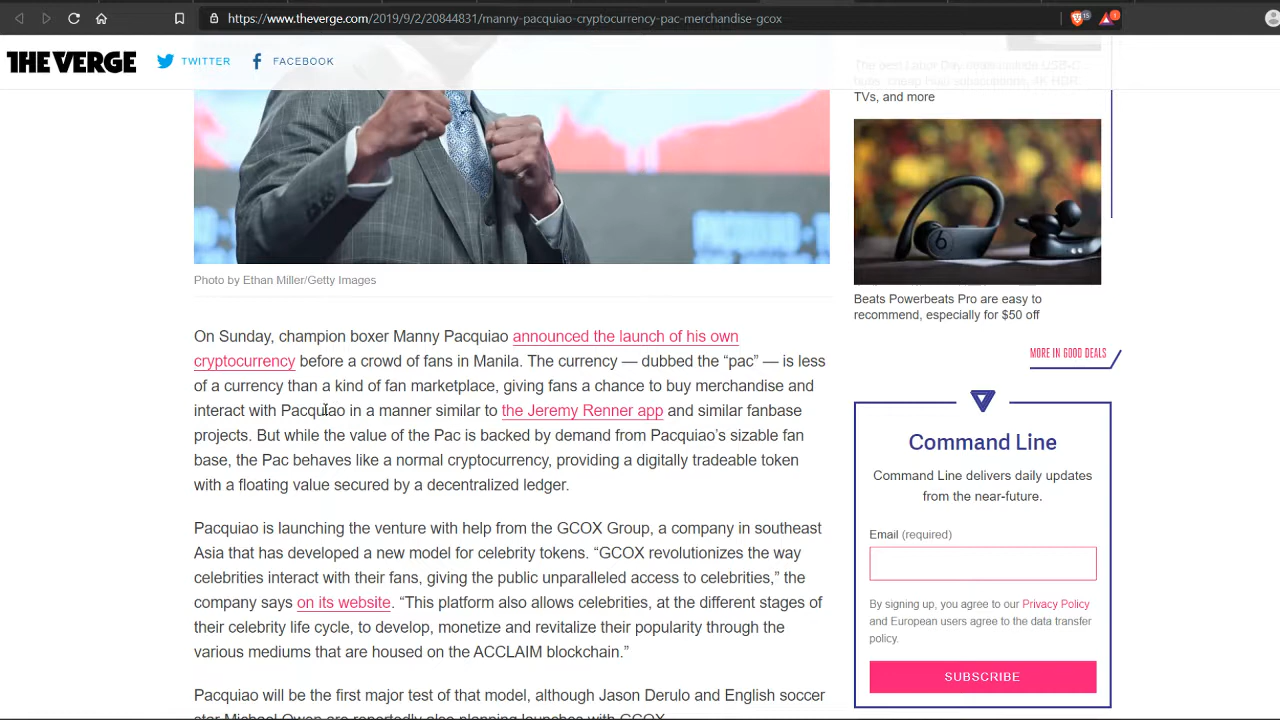 https://www.theverge.com/2019/9/2/20844831/manny-pacquiao-cryptocurrency-pac-merchandise-gcox
15
1
THE VERGE
TWITTER
FACEBOOK
TVs, and more
Photo by Ethan Miller/Getty Images
Beats Powerbeats Pro are easy to
recommend, especially for $50 off
MORE IN GOOD DEALS
On Sunday, champion boxer Manny Pacquiao announced the launch of his own
cryptocurrency before a crowd of fans in Manila. The currency — dubbed the “pac” — is less
of a currency than a kind of fan marketplace, giving fans a chance to buy merchandise and
interact with Pacquiao in a manner similar to the Jeremy Renner app and similar fanbase
projects. But while the value of the Pac is backed by demand from Pacquiao’s sizable fan
base, the Pac behaves like a normal cryptocurrency, providing a digitally tradeable token
with a floating value secured by a decentralized ledger.
Pacquiao is launching the venture with help from the GCOX Group, a company in southeast
Asia that has developed a new model for celebrity tokens. “GCOX revolutionizes the way
celebrities interact with their fans, giving the public unparalleled access to celebrities,” the
company says on its website. “This platform also allows celebrities, at the different stages of
their celebrity life cycle, to develop, monetize and revitalize their popularity through the
various mediums that are housed on the ACCLAIM blockchain.”
Pacquiao will be the first major test of that model, although Jason Derulo and English soccer
star Michael Owen are reportedly also planning launches with GCOX.
Command Line
Command Line delivers daily updates
from the near-future.
Email (required)
By signing up, you agree to our Privacy Policy
and European users agree to the data transfer
policy.
SUBSCRIBE